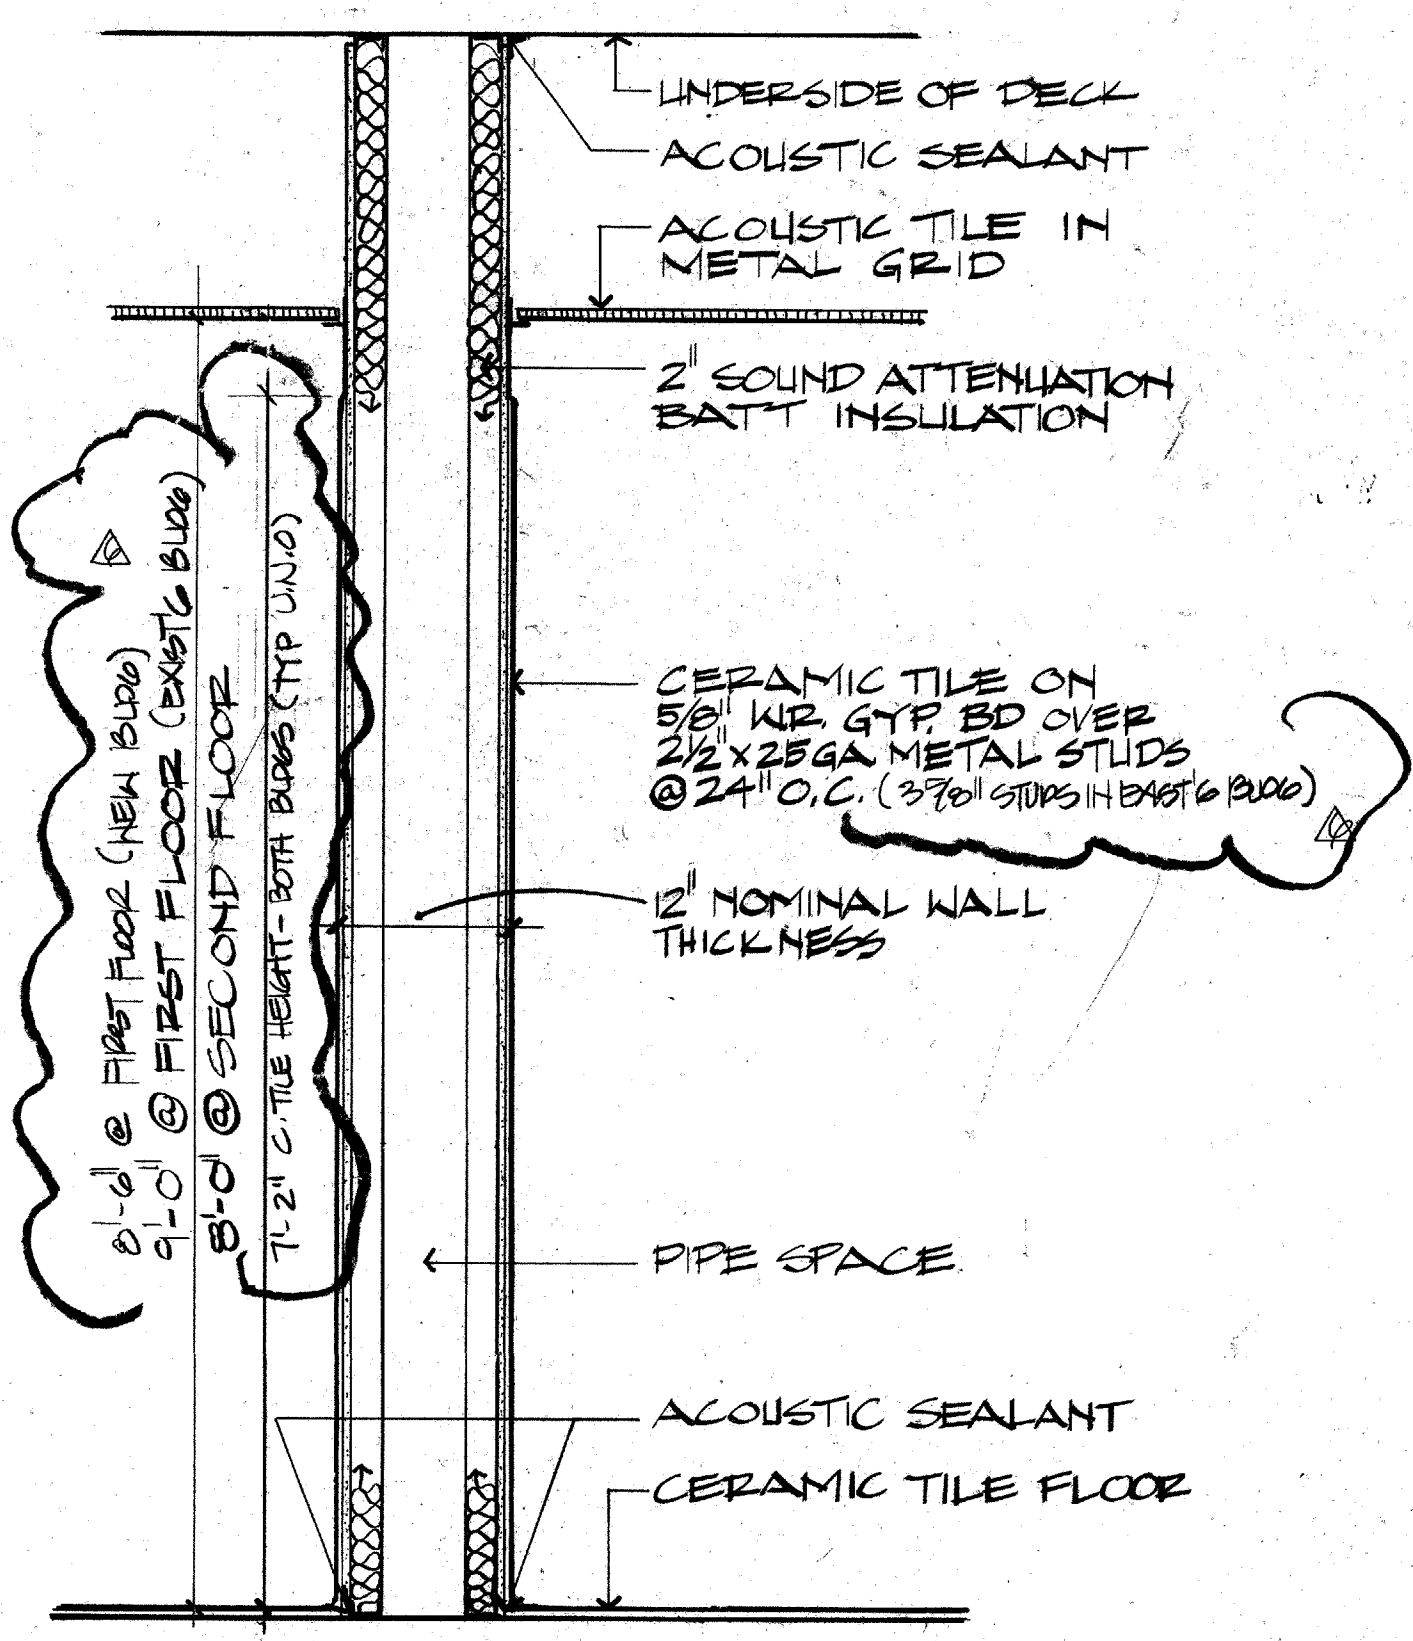 UNDERSIDE OF DECK
ACOUSTIC SEALANT
ACOUSTIC TILE IN
METAL GRID
2" SOUND ATTENUATION
BATT INSULATION
CERAMIC TILE ON
5/8" W.R. GYP. BD OVER
2 1/2" X 25 GA METAL STUDS
@ 24" O.C. (3 5/8" STUDS IN EXIST'G BLDG)
12" NOMINAL WALL
THICKNESS
PIPE SPACE
ACOUSTIC SEALANT
CERAMIC TILE FLOOR
8'-6" @ FIRST FLOOR (NEW BLDG)
9'-0" @ FIRST FLOOR (EXIST'G BLDG)
8'-0" @ SECOND FLOOR
7'-2" C. TILE HEIGHT - BOTH BLDGS (TYP U.N.O)